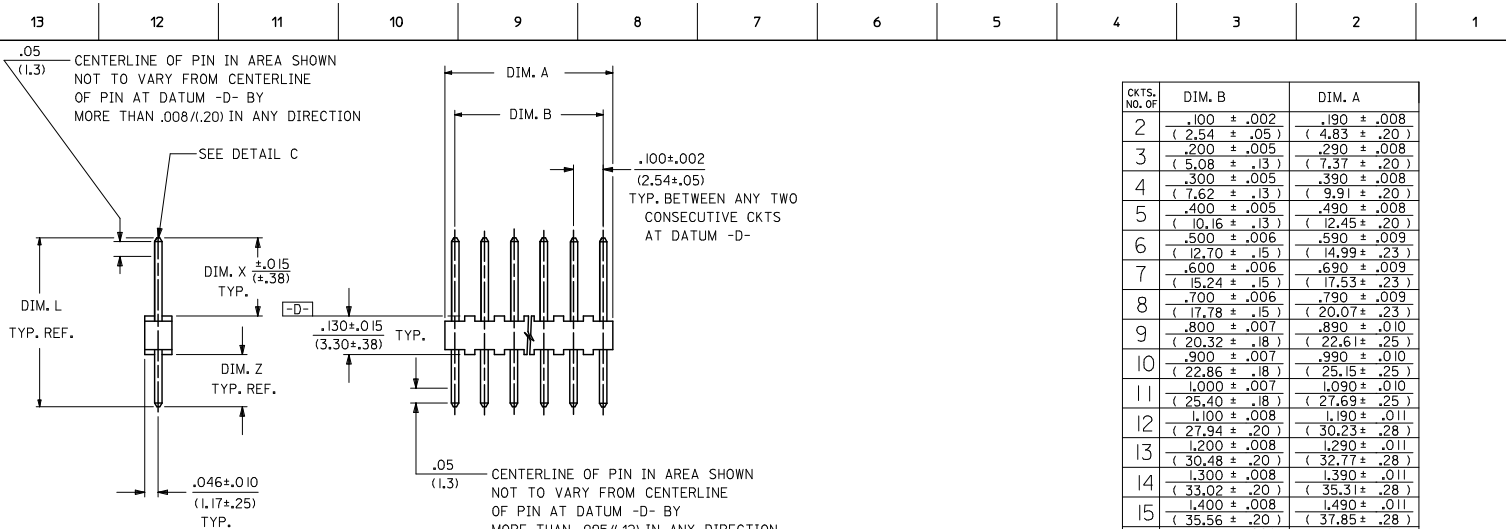 13 12 11 10 9 8 7 6 5 4 3 2 1
.05
(1.3)
CENTERLINE OF PIN IN AREA SHOWN
NOT TO VARY FROM CENTERLINE
OF PIN AT DATUM -D- BY
MORE THAN .008/(.20) IN ANY DIRECTION
SEE DETAIL C
DIM. A
DIM. B
.100±.002
(2.54±.05)
TYP. BETWEEN ANY TWO
CONSECUTIVE CKTS
AT DATUM -D-
DIM. X ±.015
(±.38)
TYP.
DIM. L
TYP. REF.
-D-
.130±.015
(3.30±.38)
TYP.
DIM. Z
TYP. REF.
.046±.010
(1.17±.25)
TYP.
.05
(1.3)
CENTERLINE OF PIN IN AREA SHOWN
NOT TO VARY FROM CENTERLINE
OF PIN AT DATUM -D- BY
MORE THAN .005/(.13) IN ANY DIRECTION
CKTS.
NO. OF
DIM. B DIM. A
2 .100 ± .002 .190 ± .008
( 2.54 ± .05 ) ( 4.83 ± .20 )
3 .200 ± .005 .290 ± .008
( 5.08 ± .13 ) ( 7.37 ± .20 )
4 .300 ± .005 .390 ± .008
( 7.62 ± .13 ) ( 9.91 ± .20 )
5 .400 ± .005 .490 ± .008
( 10.16 ± .13 ) ( 12.45 ± .20 )
6 .500 ± .006 .590 ± .009
( 12.70 ± .15 ) ( 14.99 ± .23 )
7 .600 ± .006 .690 ± .009
( 15.24 ± .15 ) ( 17.53 ± .23 )
8 .700 ± .006 .790 ± .009
( 17.78 ± .15 ) ( 20.07 ± .23 )
9 .800 ± .007 .890 ± .010
( 20.32 ± .18 ) ( 22.61 ± .25 )
10 .900 ± .007 .990 ± .010
( 22.86 ± .18 ) ( 25.15 ± .25 )
11 1.000 ± .007 1.090 ± .010
( 25.40 ± .18 ) ( 27.69 ± .25 )
12 1.100 ± .008 1.190 ± .011
( 27.94 ± .20 ) ( 30.23 ± .28 )
13 1.200 ± .008 1.290 ± .011
( 30.48 ± .20 ) ( 32.77 ± .28 )
14 1.300 ± .008 1.390 ± .011
( 33.02 ± .20 ) ( 35.31 ± .28 )
15 1.400 ± .008 1.490 ± .011
( 35.56 ± .20 ) ( 37.85 ± .28 )